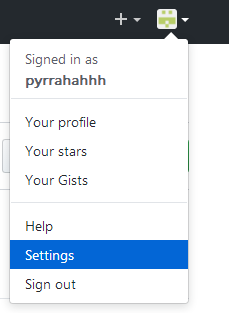 Signed in as
pyrrahahhh
Your profile
Your stars
Your Gists
Help
Settings
Sign out